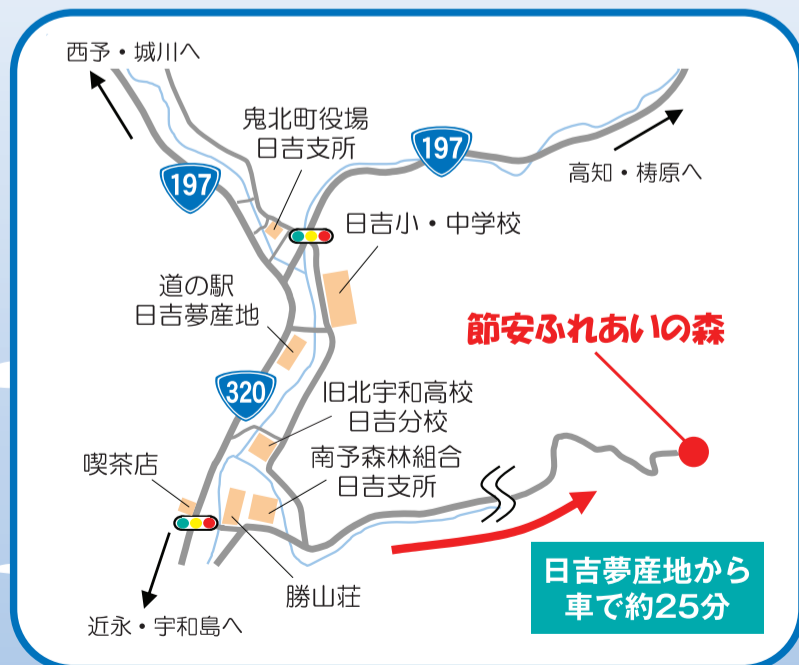 西予・城川へ
鬼北町役場
日吉支所
197
197
高知・梼原へ
日吉小・中学校
道の駅
日吉夢産地
節安ふれあいの森
320
旧北宇和高校
日吉分校
南予森林組合
日吉支所
喫茶店
勝山荘
日吉夢産地から
車で約25分
近永・宇和島へ